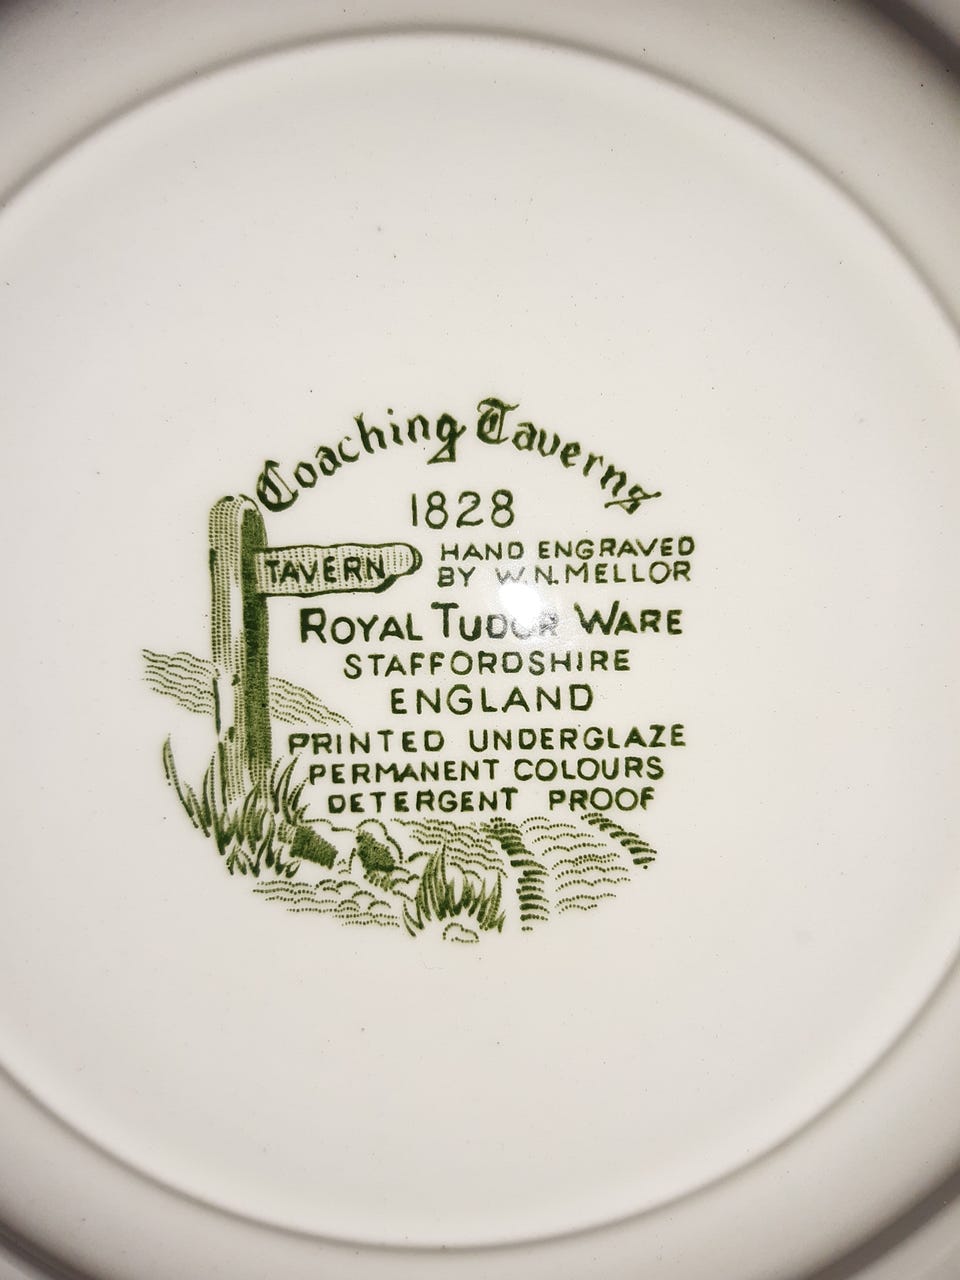 Coaching Taverns
1828
TAVERN
HAND ENGRAVED
BY W.N. MELLOR
ROYAL TUDOR WARE
STAFFORDSHIRE
ENGLAND
PRINTED UNDERGLAZE
PERMANENT COLOURS
DETERGENT PROOF